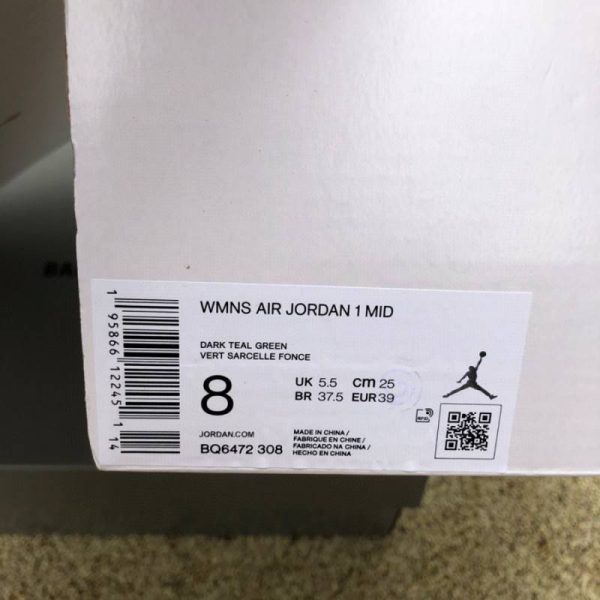 BA
WMNS AIR JORDAN 1 MID
DARK TEAL GREEN
VERT SARCELLE FONCE
8
UK 5.5 cm 25
BR 37.5 EUR 39
JORDAN.COM
BQ6472 308
MADE IN CHINA /
FABRIQUE EN CHINE /
FABRICADO NA CHINA /
HECHO EN CHINA
RFID
1 95866 12245 1 14